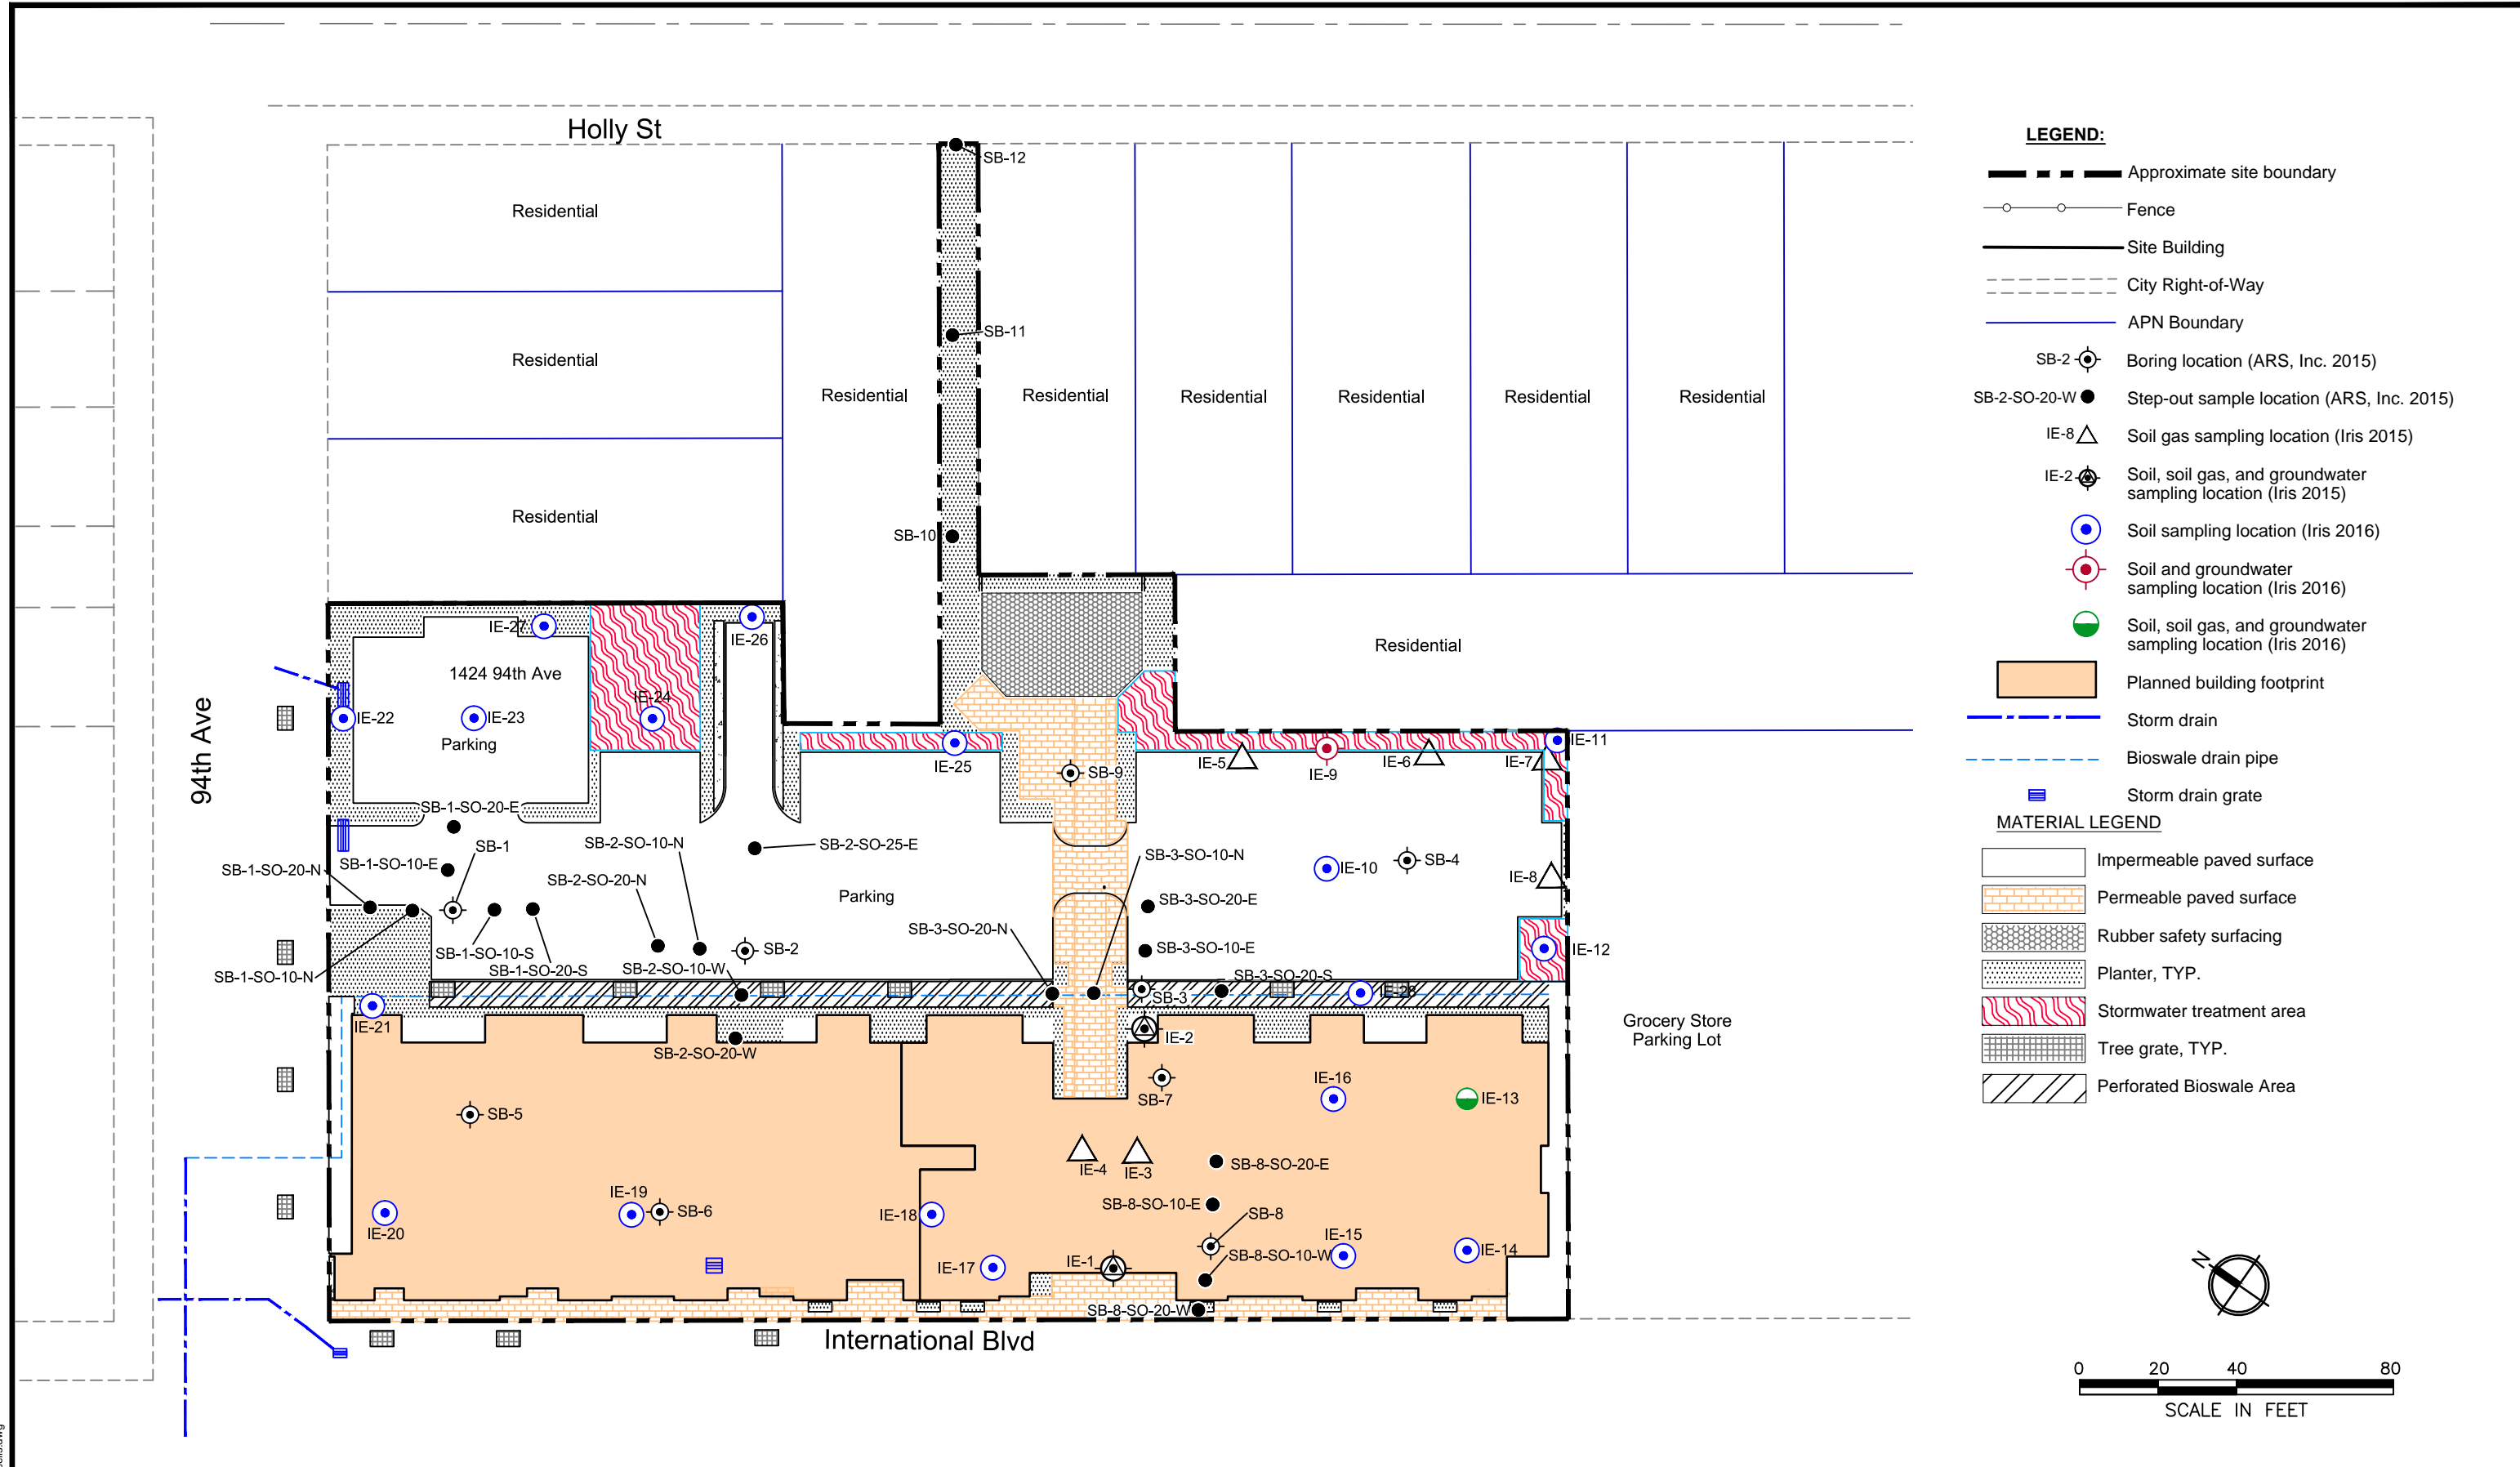 Holly St
SB-12
Residential
SB-11
Residential
Residential
Residential
Residential
Residential
Residential
Residential
Residential
SB-10
IE-27
IE-26
Residential
1424 94th Ave
IE-24
94th Ave
IE-22
IE-23
Parking
IE-25
SB-9
IE-5
IE-9
IE-6
IE-7
IE-11
SB-1-SO-20-E
SB-1
SB-2-SO-10-N
SB-2-SO-25-E
SB-3-SO-10-N
SB-1-SO-20-N
SB-1-SO-10-E
SB-2-SO-20-N
Parking
IE-10
SB-4
IE-8
SB-3-SO-20-E
SB-3-SO-20-N
SB-1-SO-10-S
SB-2
SB-3-SO-10-E
IE-12
SB-1-SO-10-N
SB-1-SO-20-S
SB-2-SO-10-W
SB-3-SO-20-S
SB-3
IE-28
IE-21
IE-2
SB-2-SO-20-W
Grocery Store
Parking Lot
SB-7
IE-16
IE-13
SB-5
IE-4
IE-3
SB-8-SO-20-E
IE-19
SB-6
IE-18
SB-8-SO-10-E
SB-8
IE-20
IE-17
IE-1
SB-8-SO-10-W
IE-15
IE-14
SB-8-SO-20-W
International Blvd
LEGEND:
Approximate site boundary
Fence
Site Building
City Right-of-Way
APN Boundary
SB-2 Boring location (ARS, Inc. 2015)
SB-2-SO-20-W Step-out sample location (ARS, Inc. 2015)
IE-8 Soil gas sampling location (Iris 2015)
IE-2 Soil, soil gas, and groundwater
sampling location (Iris 2015)
Soil sampling location (Iris 2016)
Soil and groundwater
sampling location (Iris 2016)
Soil, soil gas, and groundwater
sampling location (Iris 2016)
Planned building footprint
Storm drain
Bioswale drain pipe
Storm drain grate
MATERIAL LEGEND
Impermeable paved surface
Permeable paved surface
Rubber safety surfacing
Planter, TYP.
Stormwater treatment area
Tree grate, TYP.
Perforated Bioswale Area
N
0 20 40 80
SCALE IN FEET